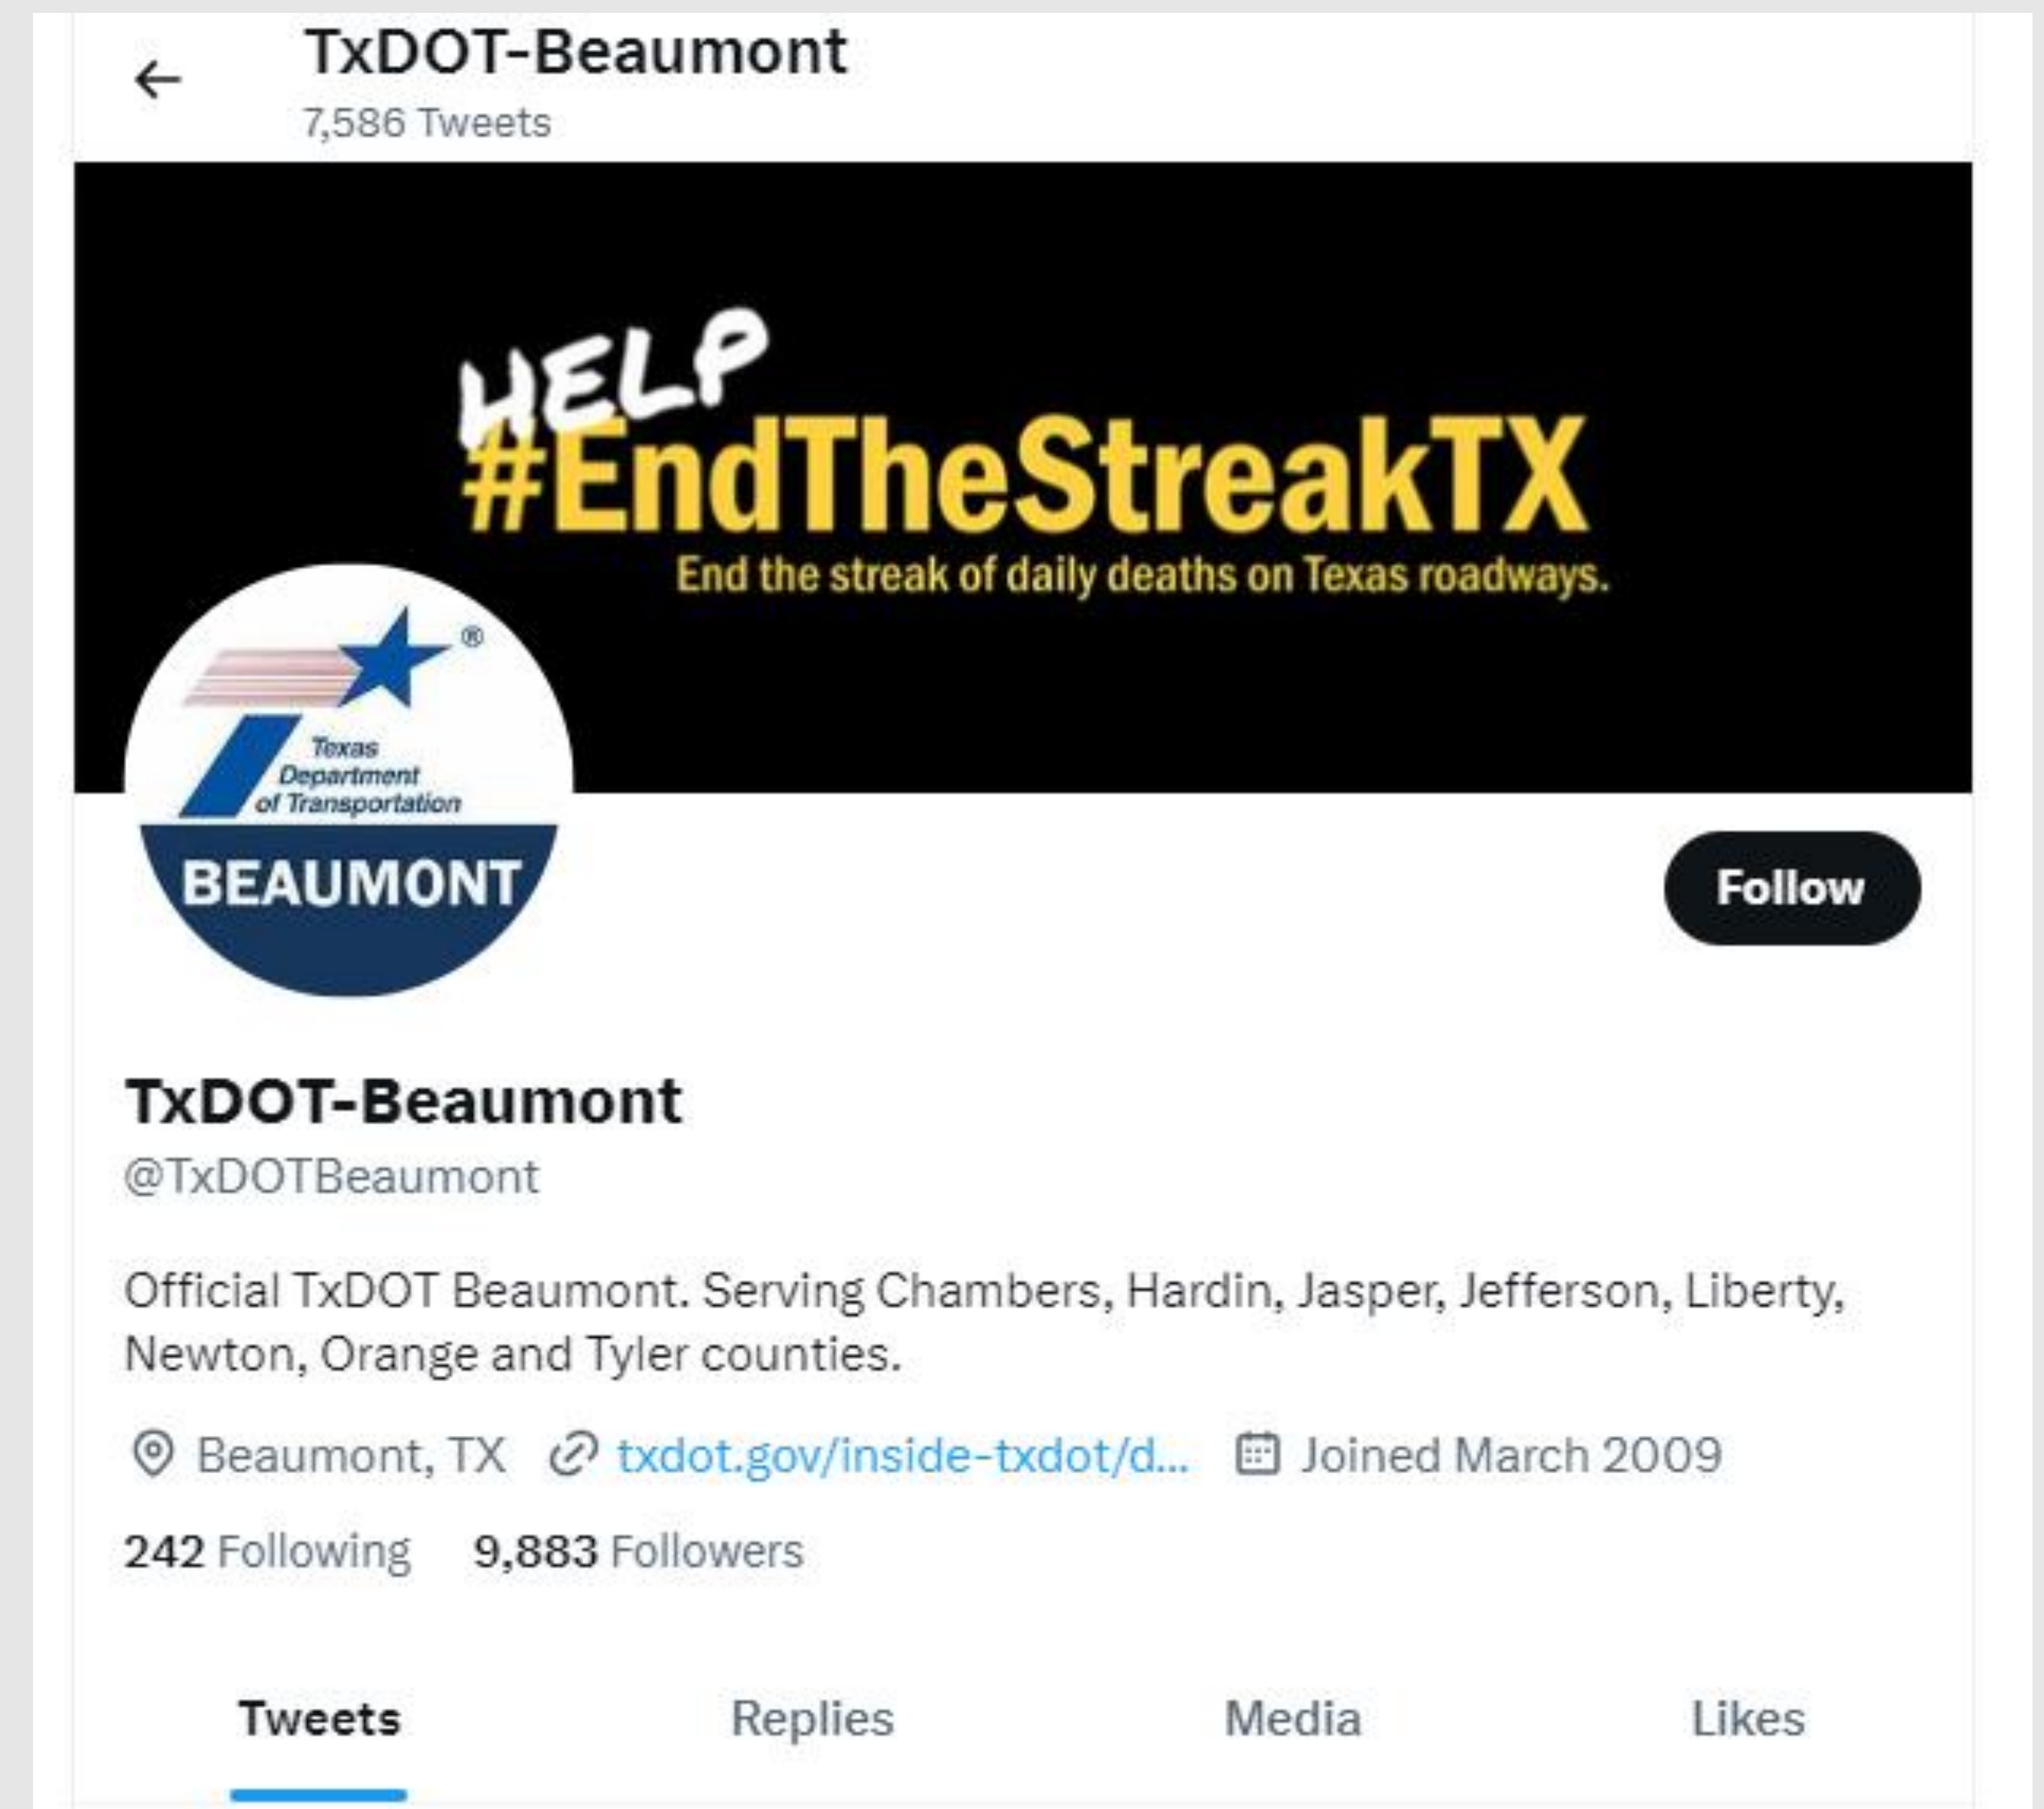 TxDOT-Beaumont
7,586 Tweets
HELP
#EndTheStreakTX
End the streak of daily deaths on Texas roadways.
®
Texas
Department
of Transportation
BEAUMONT
Follow
TxDOT-Beaumont
@TxDOTBeaumont
Official TxDOT Beaumont. Serving Chambers, Hardin, Jasper, Jefferson, Liberty,
Newton, Orange and Tyler counties.
Beaumont, TX txdot.gov/inside-txdot/d... Joined March 2009
242 Following 9,883 Followers
Tweets Replies Media Likes